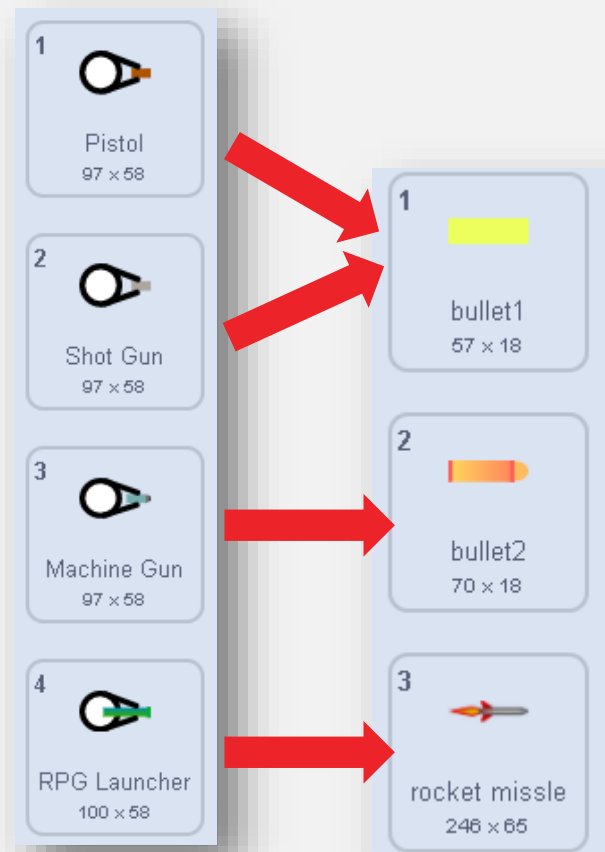 1
Pistol
97 × 58
2
Shot Gun
97 × 58
3
Machine Gun
97 × 58
4
RPG Launcher
100 × 58
1
bullet1
57 × 18
2
bullet2
70 × 18
3
rocket missle
246 × 65